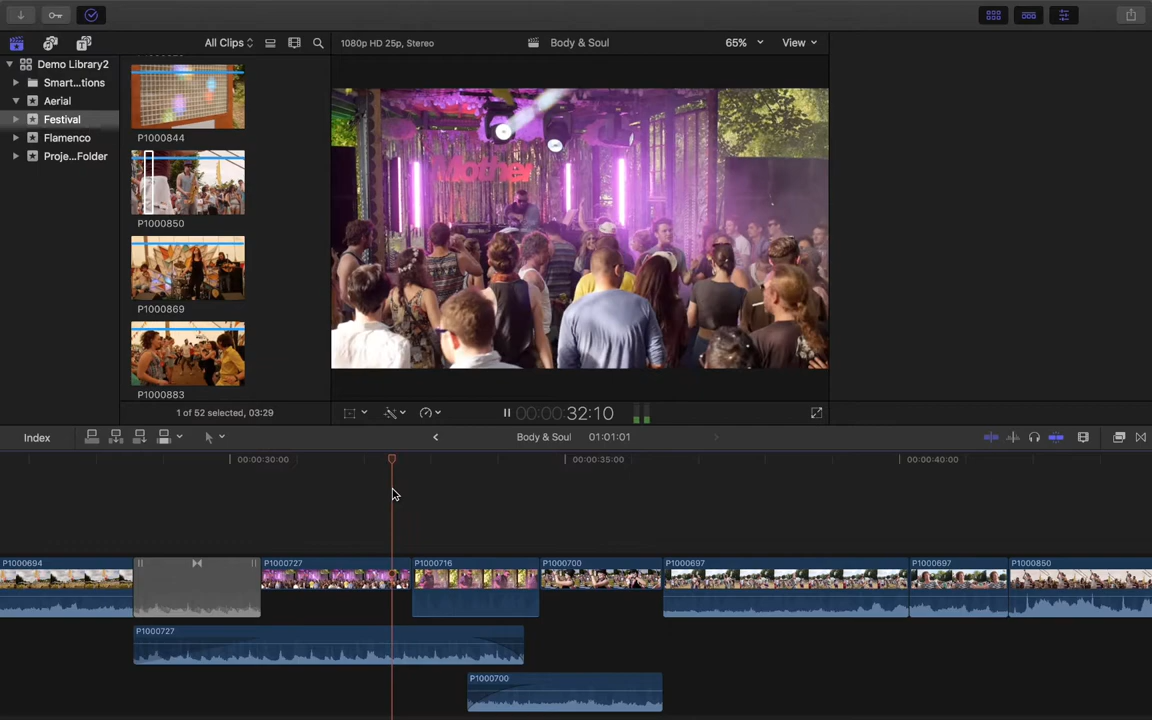 All Clips
1080p HD 25p, Stereo
Body & Soul
65%
View
Demo Library2
Smart...tions
Aerial
Festival
Flamenco
Proje...Folder
P1000844
P1000850
P1000869
P1000883
Mother
1 of 52 selected, 03:29
00:00:32:10
Index
Body & Soul
01:01:01
00:00:30:00
00:00:35:00
00:00:40:00
P1000694
P1000727
P1000716
P1000700
P1000697
P1000697
P1000850
P1000727
P1000700